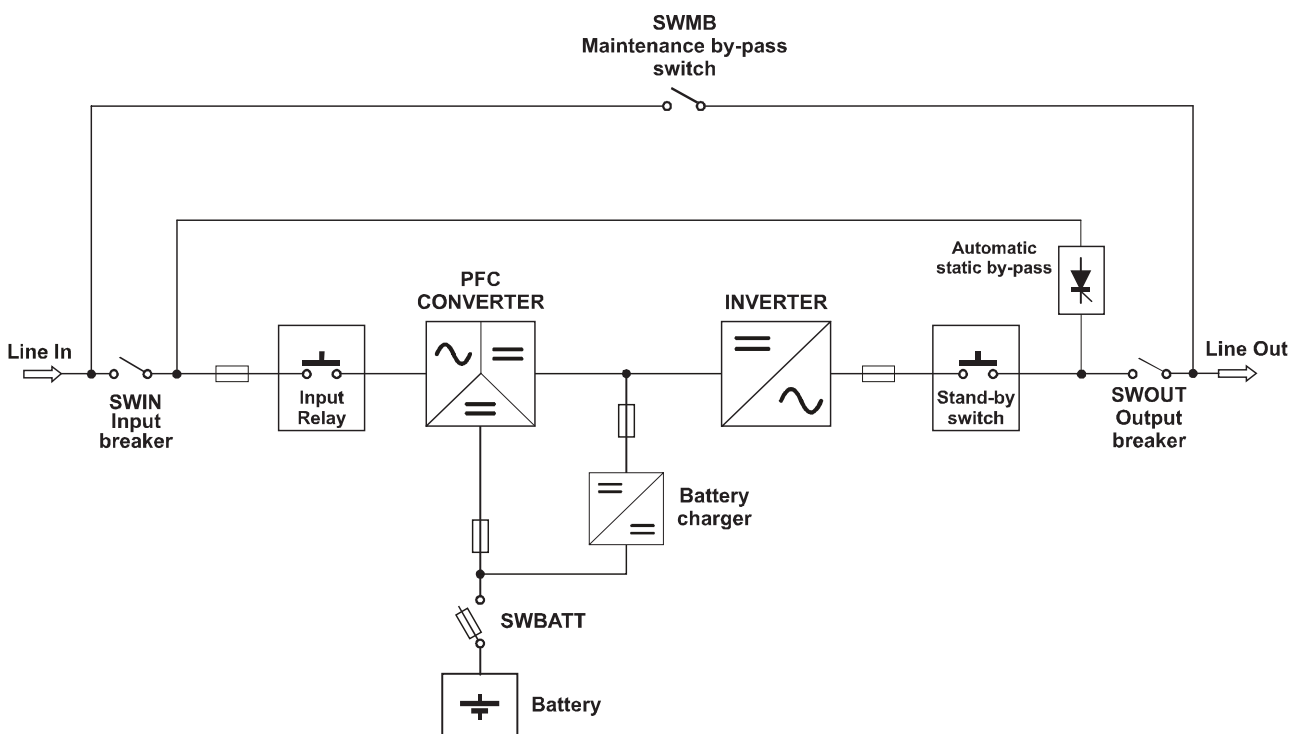 SWMB
Maintenance by-pass
switch
Automatic
static by-pass
PFC
CONVERTER
INVERTER
Line In
Line Out
SWIN
Input
breaker
Input
Relay
Stand-by
switch
SWOUT
Output
breaker
Battery
charger
SWBATT
Battery